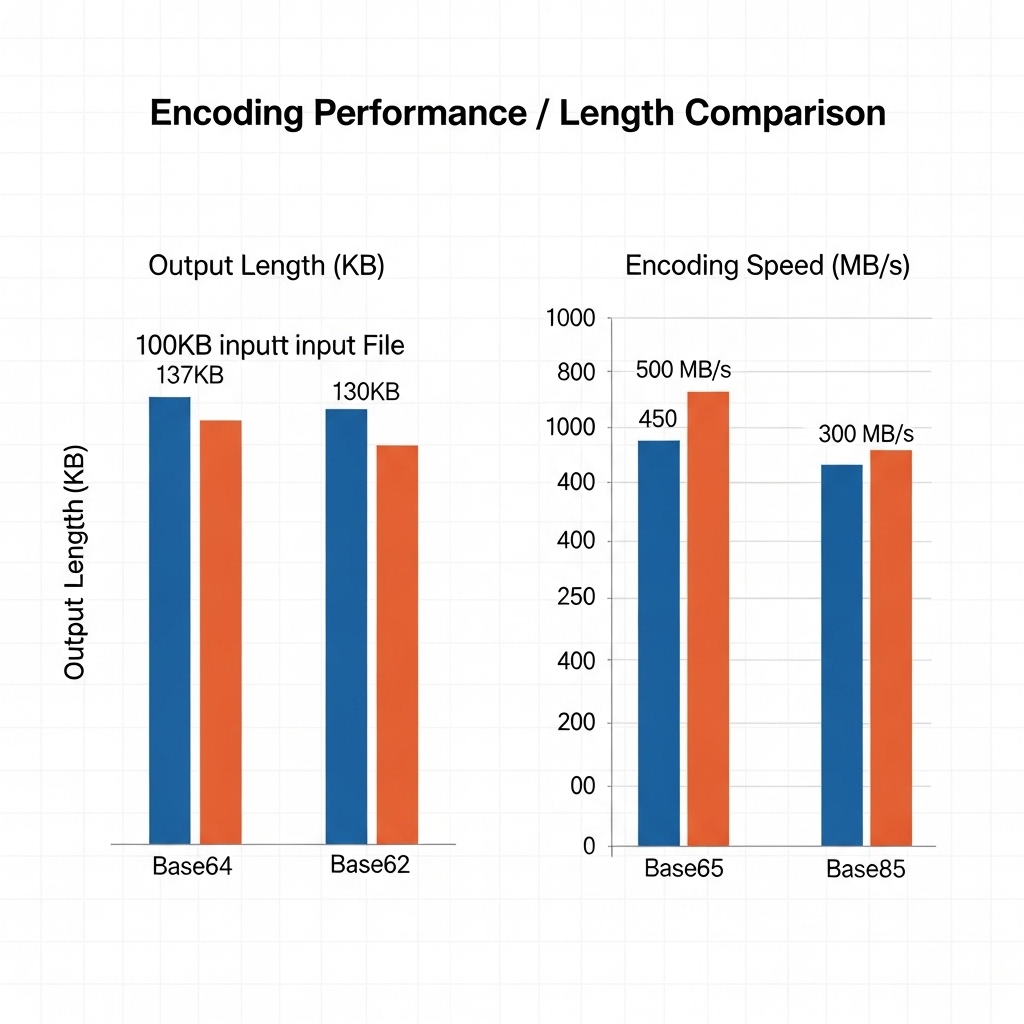 Encoding Performance / Length Comparison
Output Length (KB)
100KB inputt input File
137KB
130KB
Output Length (KB)
Base64
Base62
Encoding Speed (MB/s)
1000
800
1000
400
400
250
400
200
00
0
500 MB/s
450
300 MB/s
Base65
Base85